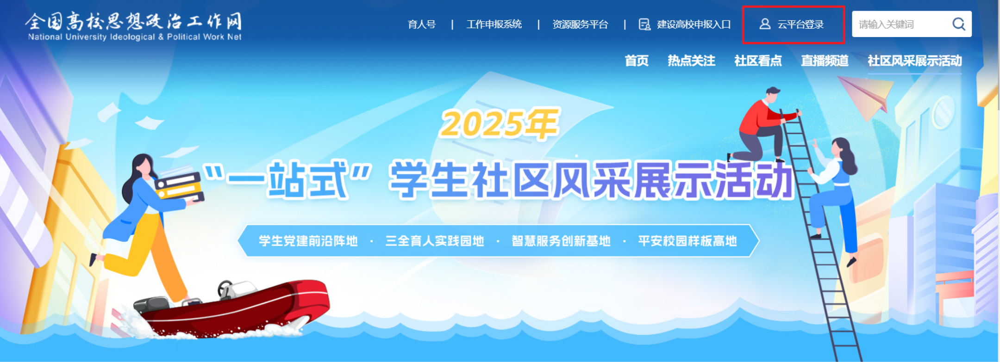 全国高校思想政治工作网
National University Ideological & Political Work Net
育人号 | 工作申报系统 | 资源服务平台 | 建设高校申报入口 云平台登录 请输入关键词
首页 热点关注 社区看点 直播频道 社区风采展示活动
2025年
“一站式”学生社区风采展示活动
学生党建前沿阵地 · 三全育人实践园地 · 智慧服务创新基地 · 平安校园样板高地